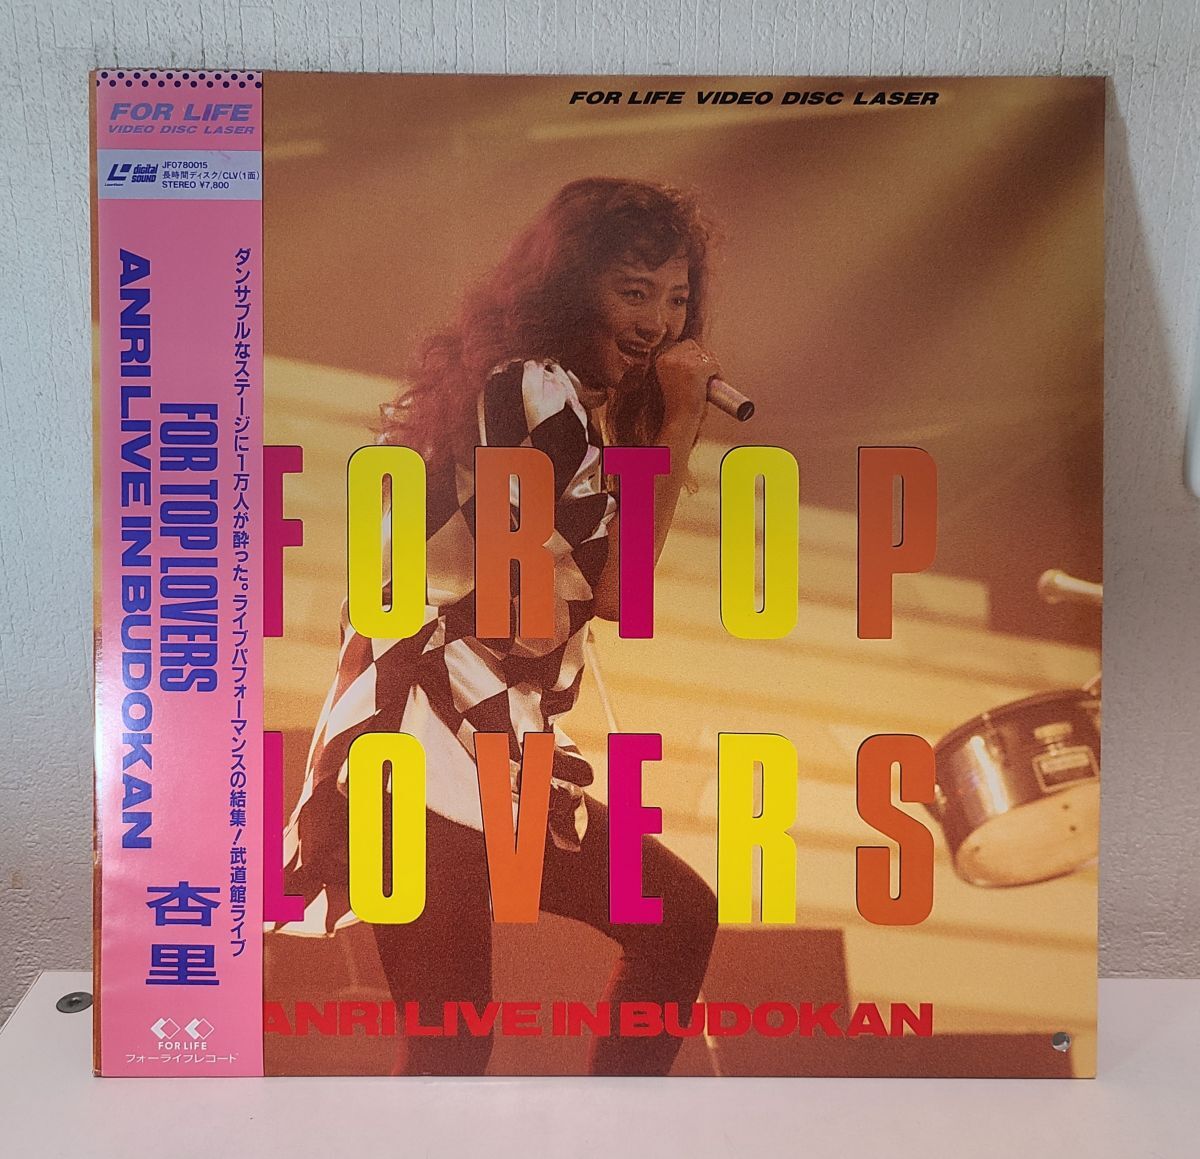 FOR LIFE
VIDEO DISC LASER
LaserVision
digital
SOUND
JF0780015
長時間ディスク/CLV(1面)
STEREO ¥7,800
ダンサブルなステージに1万人が酔った。ライブパフォーマンスの結集!武道館ライブ
FOR TOP LOVERS
ANRI LIVE IN BUDOKAN
杏里
FOR LIFE
フォーライフレコード
FOR LIFE VIDEO DISC LASER
FOR TOP
LOVERS
ANRI LIVE IN BUDOKAN